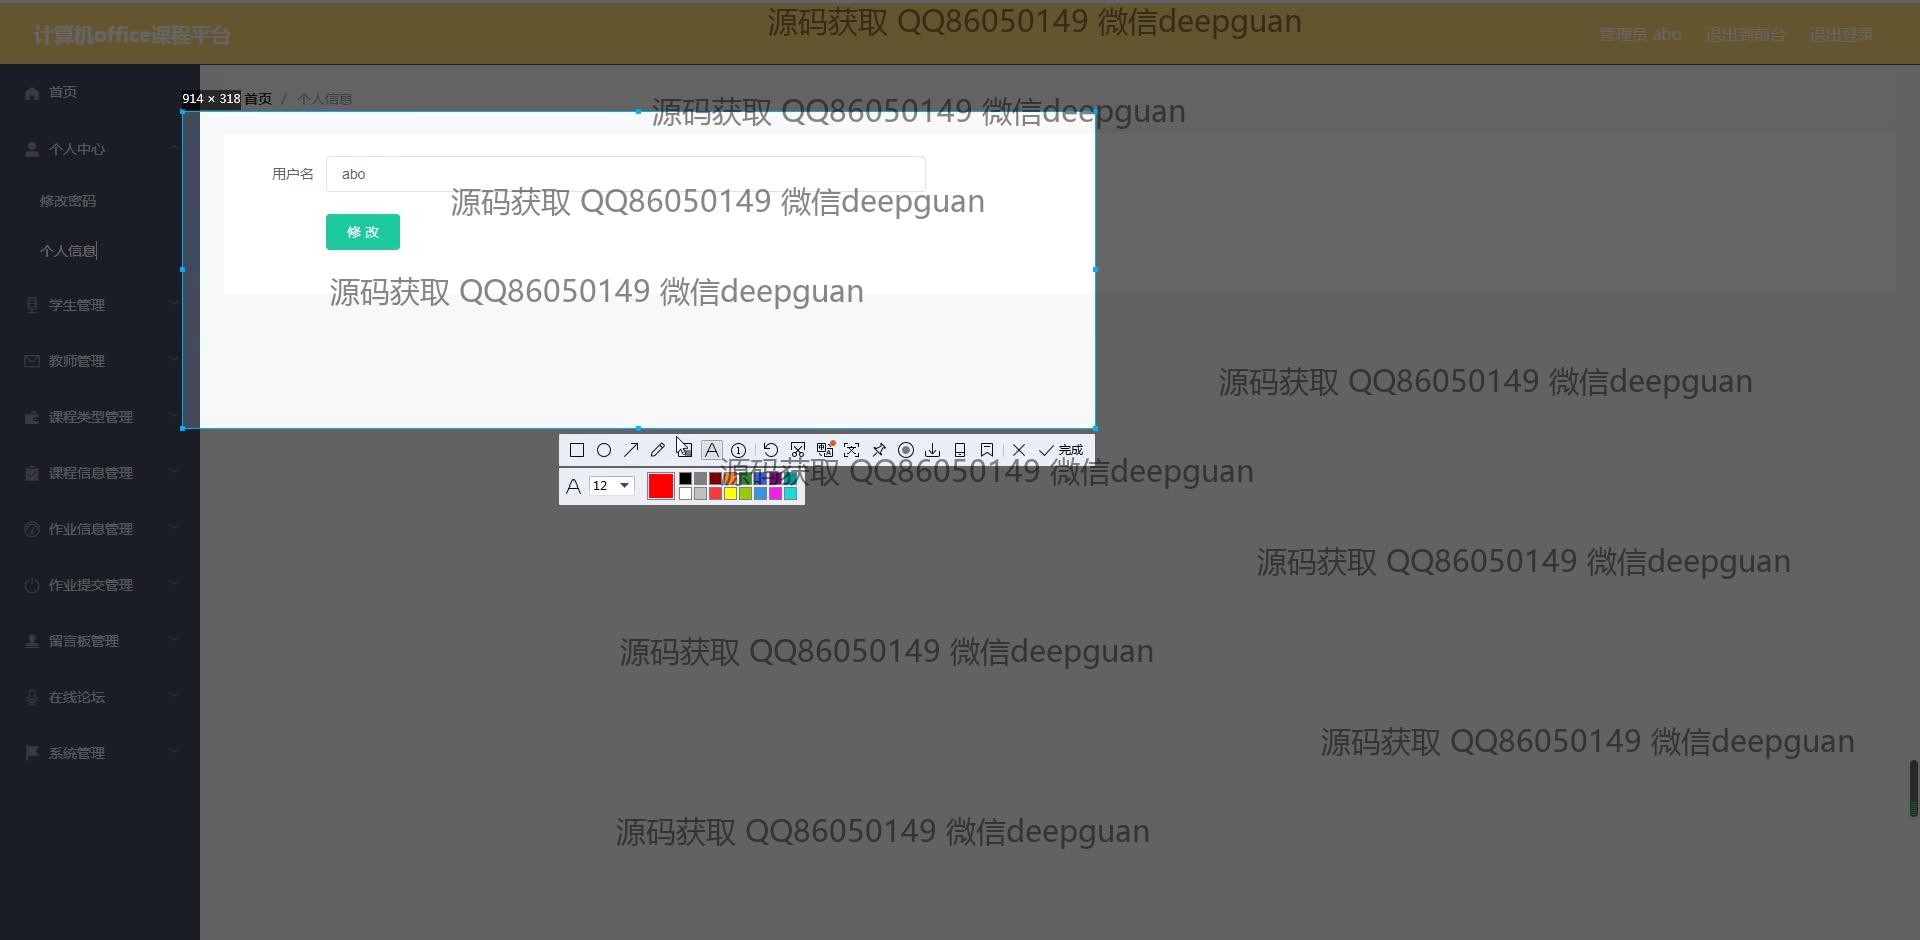 源码获取 QQ86050149 微信deepguan
计算机office课程平台
管理员 abo 退出到前台 退出登录
首页
914 × 318 首页 / 个人信息
源码获取 QQ86050149 微信deepguan
个人中心
用户名 abo
修改密码
源码获取 QQ86050149 微信deepguan
修 改
个人信息
源码获取 QQ86050149 微信deepguan
学生管理
教师管理
源码获取 QQ86050149 微信deepguan
课程类型管理
完成
课程信息管理
源码获取 QQ86050149 微信deepguan
A 12
作业信息管理
源码获取 QQ86050149 微信deepguan
作业提交管理
留言板管理
源码获取 QQ86050149 微信deepguan
在线论坛
系统管理
源码获取 QQ86050149 微信deepguan
源码获取 QQ86050149 微信deepguan